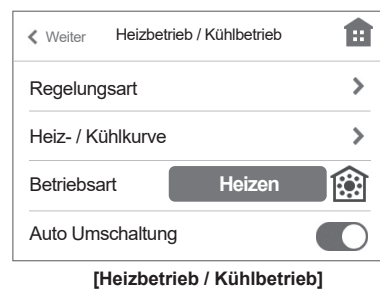 Weiter Heizbetrieb / Kühlbetrieb
Regelungsart
Heiz- / Kühlkurve
Betriebsart Heizen
Auto Umschaltung
[Heizbetrieb / Kühlbetrieb]